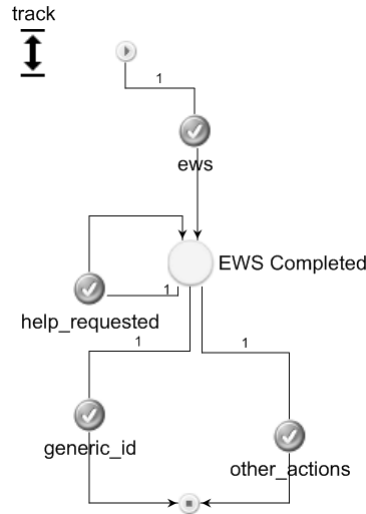 track
1
ews
EWS Completed
1
help_requested
1
1
generic_id
other_actions